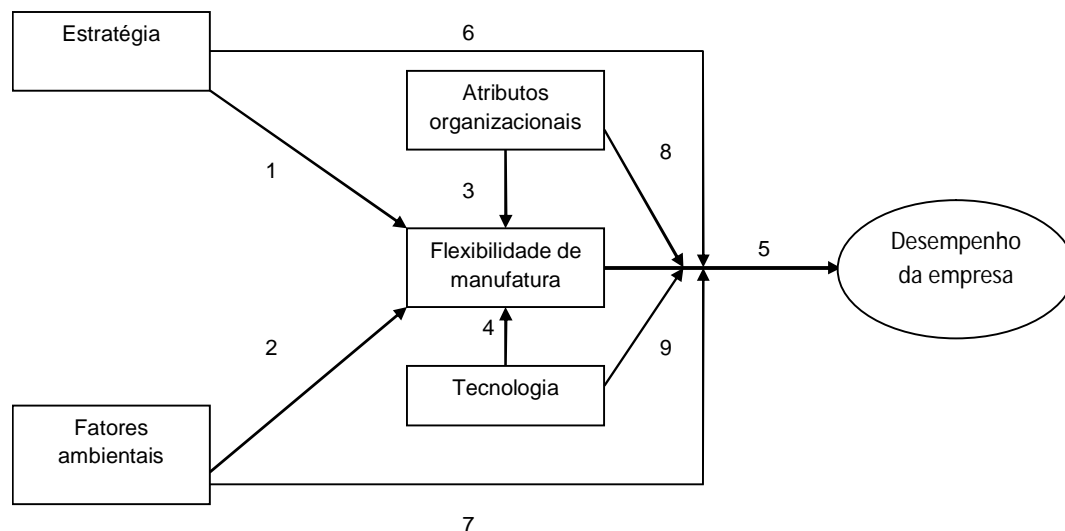 Estratégia
6
Atributos
organizacionais
8
1
3
Flexibilidade de
manufatura
5
Desempenho
da empresa
4
2
9
Tecnologia
Fatores
ambientais
7